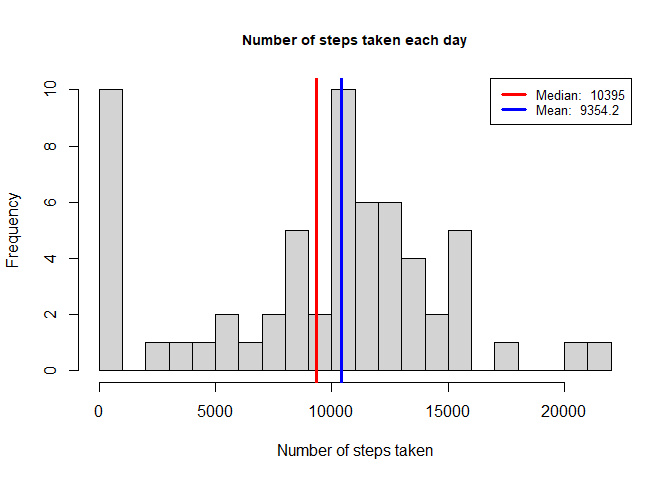 Number of steps taken each day
Median:  10395
Mean:  9354.2
Frequency
10
8
6
4
2
0
0 5000 10000 15000 20000
Number of steps taken